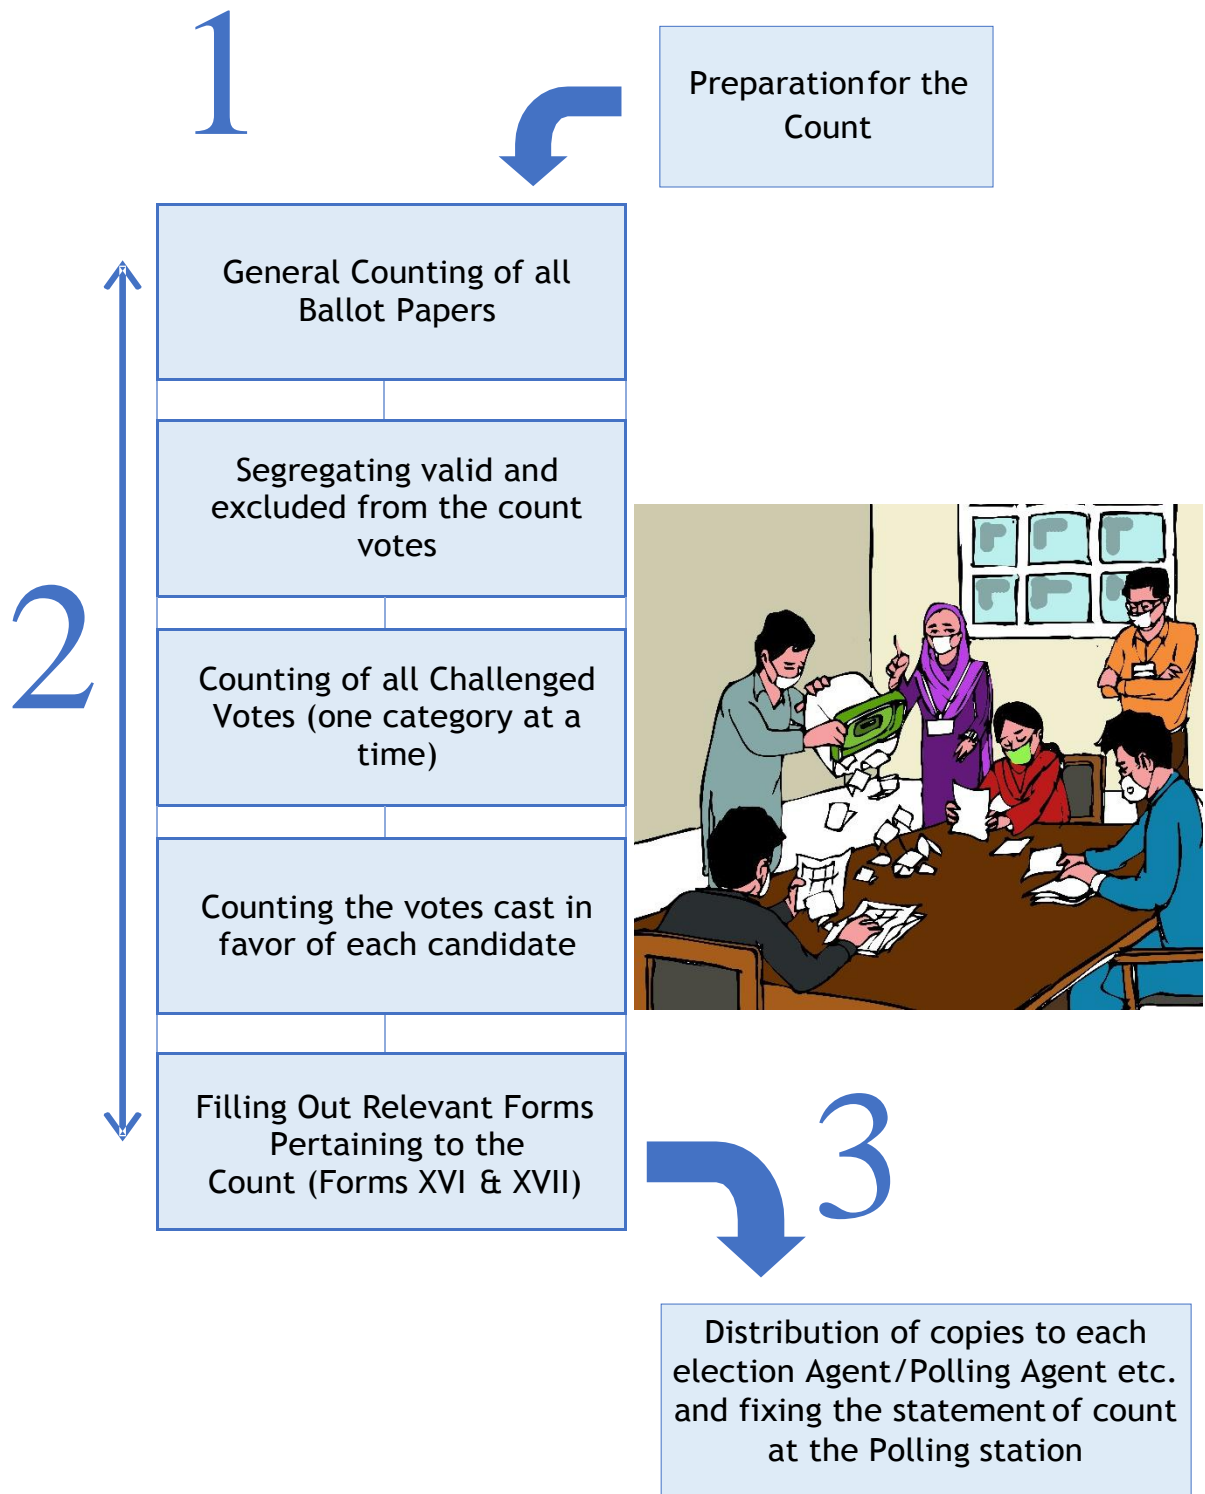 1
Preparation for the
Count
General Counting of all
Ballot Papers
Segregating valid and
excluded from the count
votes
2
Counting of all Challenged
Votes (one category at a
time)
Counting the votes cast in
favor of each candidate
Filling Out Relevant Forms
Pertaining to the
Count (Forms XVI & XVII)
3
Distribution of copies to each
election Agent/Polling Agent etc.
and fixing the statement of count
at the Polling station